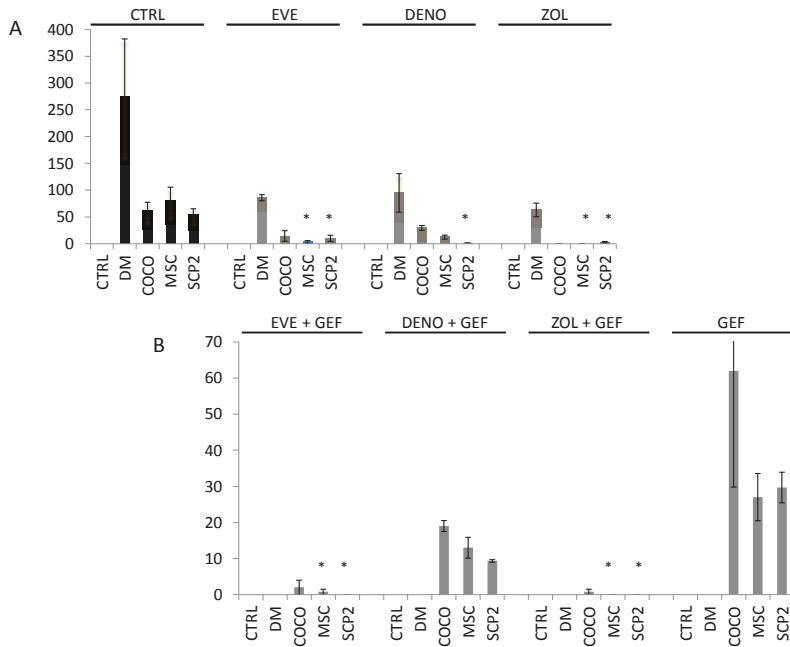 CTRL EVE DENO ZOL
A
400
350
300
250
200
150
100
50
0
* * * * *
CTRL DM COCO MSC SCP2 CTRL DM COCO MSC SCP2 CTRL DM COCO MSC SCP2 CTRL DM COCO MSC SCP2
EVE + GEF DENO + GEF ZOL + GEF GEF
B
70
60
50
40
30
20
10
0
* * * *
CTRL DM COCO MSC SCP2 CTRL DM COCO MSC SCP2 CTRL DM COCO MSC SCP2 CTRL DM COCO MSC SCP2